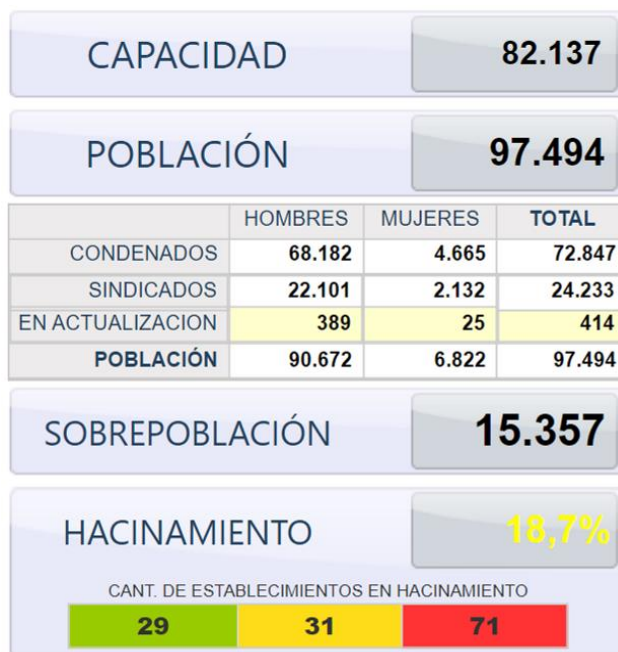 CAPACIDAD 82.137
POBLACIÓN 97.494
HOMBRES MUJERES TOTAL
CONDENADOS 68.182 4.665 72.847
SINDICADOS 22.101 2.132 24.233
EN ACTUALIZACION 389 25 414
POBLACIÓN 90.672 6.822 97.494
SOBREPOBLACIÓN 15.357
HACINAMIENTO 18,7%
CANT. DE ESTABLECIMIENTOS EN HACINAMIENTO
29 31 71